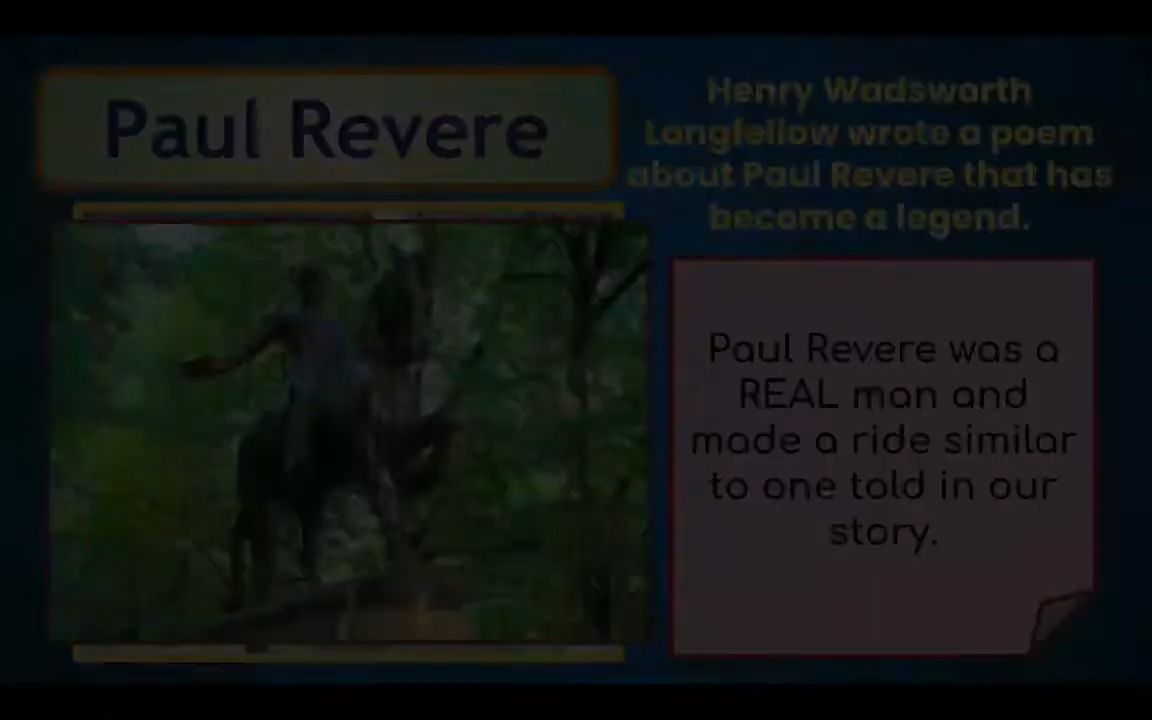 Paul Revere
Henry Wadsworth
Longfellow wrote a poem
about Paul Revere that has
become a legend.
Paul Revere was a
REAL man and
made a ride similar
to one told in our
story.